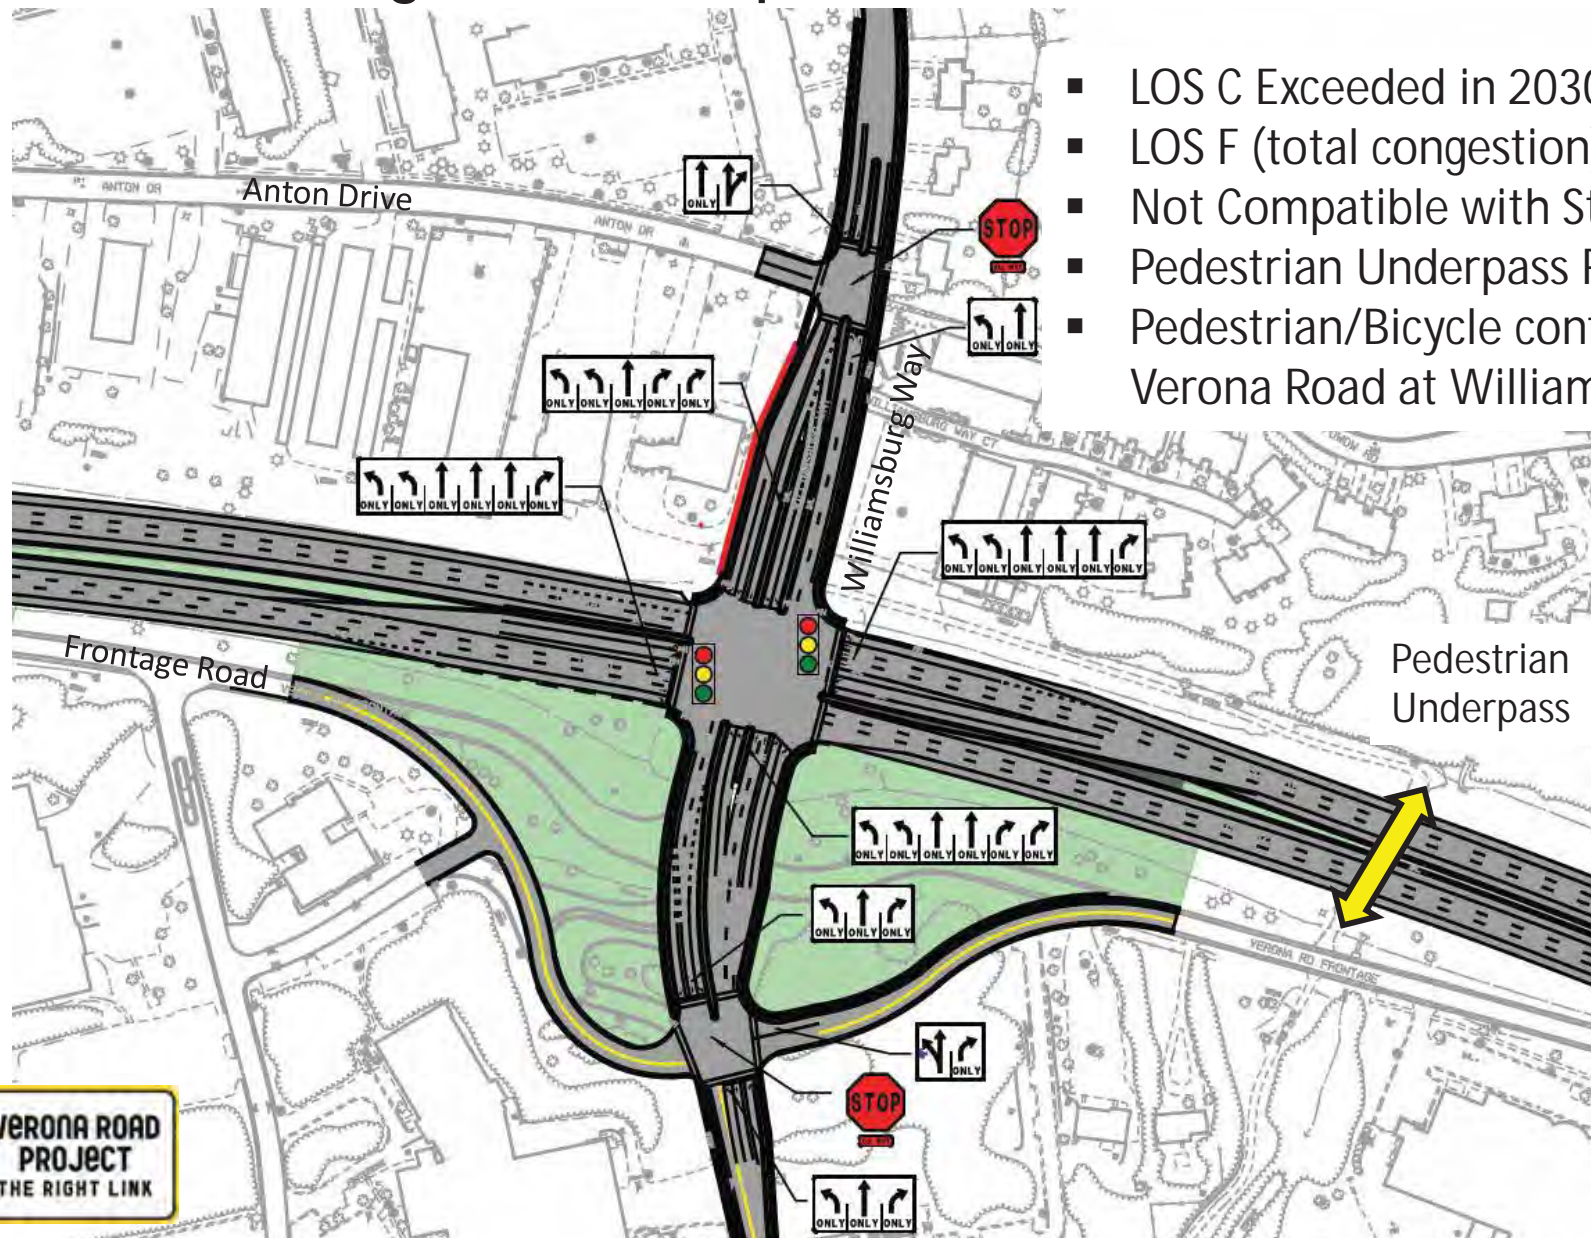 LOS C Exceeded in 2030
LOS F (total congestion
Not Compatible with St
Pedestrian Underpass
Pedestrian/Bicycle con
Verona Road at William
ANTON DR
Anton Drive
ANTON DR
ONLY
STOP
ALL WAY
ONLY ONLY
ONLY ONLY ONLY ONLY ONLY
Williamsburg Way
ONLY ONLY ONLY ONLY ONLY ONLY
ONLY ONLY ONLY ONLY ONLY ONLY
Frontage Road
Pedestrian
Underpass
ONLY ONLY ONLY ONLY ONLY ONLY
ONLY ONLY ONLY
VERONA RD FRONTAGE
ONLY
STOP
ALL WAY
ONLY ONLY ONLY
VERONA ROAD
PROJECT
THE RIGHT LINK